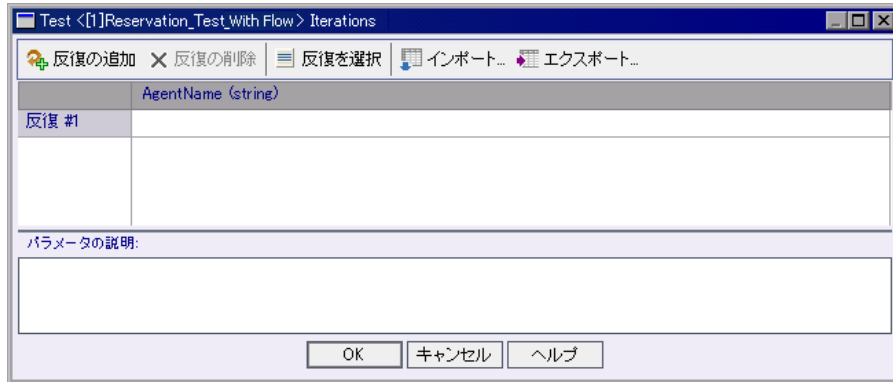 Test <[1]Reservation_Test_With Flow> Iterations
反復の追加 反復の削除 反復を選択 インポート... エクスポート...
AgentName (string)
反復 #1
パラメータの説明:
OK キャンセル ヘルプ